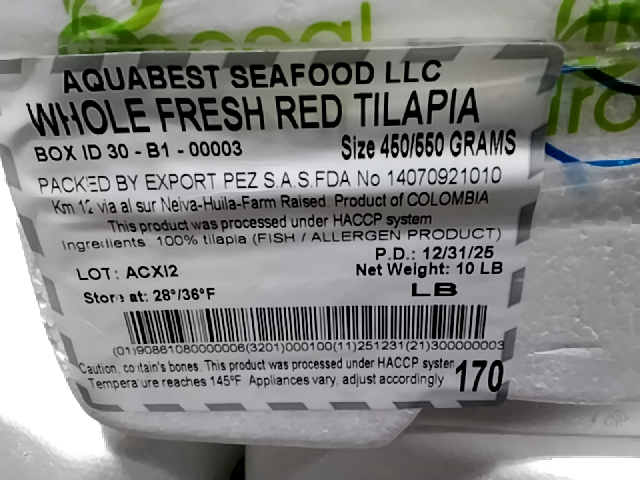 AQUABEST SEAFOOD LLC
WHOLE FRESH RED TILAPIA
BOX ID 30 - B1 - 00003
Size 450/550 GRAMS
PACKED BY EXPORT PEZ S.A.S.FDA No 14070921010
Km 12 via al sur Neiva-Huila-Farm Raised. Product of COLOMBIA
This product was processed under HACCP system
Ingredients 100% tilapia (FISH / ALLERGEN PRODUCT)
P.D.: 12/31/25
LOT: ACXI2
Net Weight: 10 LB
Store at: 28°/36°F
LB
(01)90861080000006(3201)000100(11)251231(21)300000003
Caution, contain's bones. This product was processed under HACCP system
Temperature reaches 145ºF Appliances vary, adjust accordingly
170